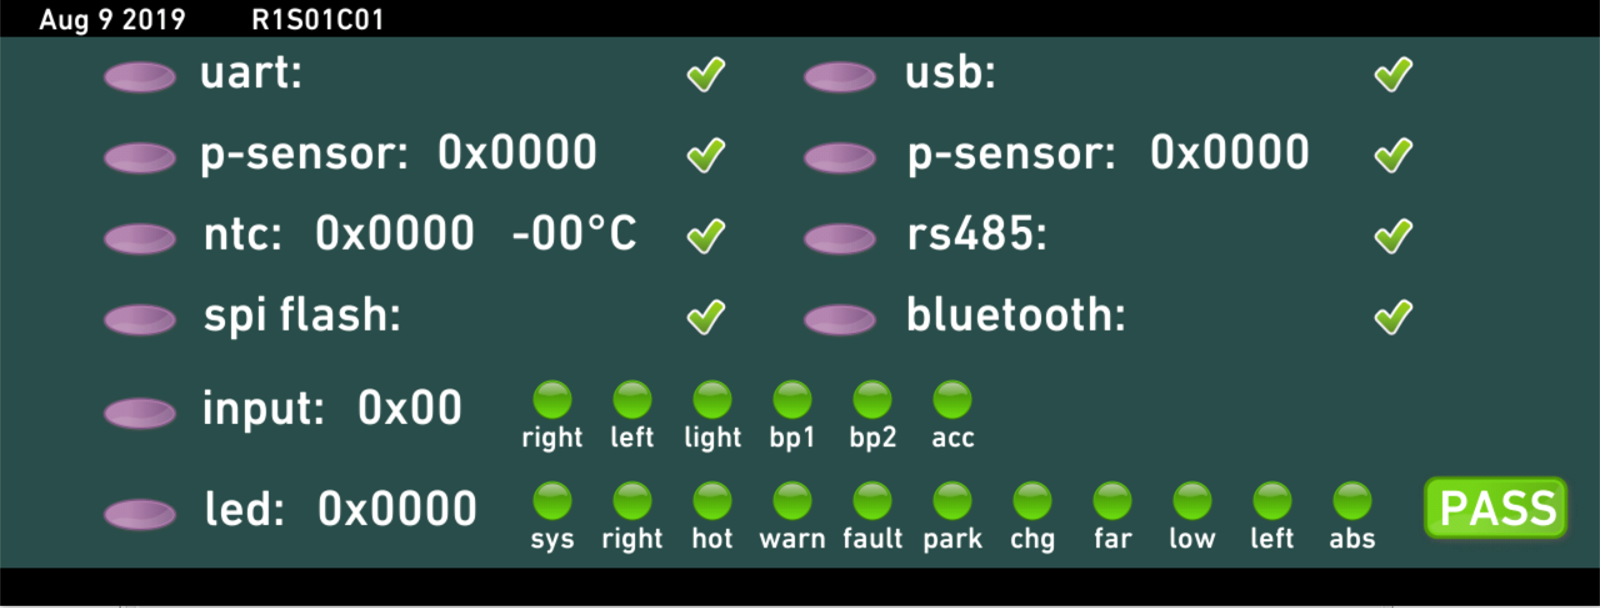 Aug 9 2019 R1S01C01
uart: usb:
p-sensor: 0x0000 p-sensor: 0x0000
ntc: 0x0000 -00°C rs485:
spi flash: bluetooth:
input: 0x00
right left light bp1 bp2 acc
led: 0x0000 PASS
sys right hot warn fault park chg far low left abs